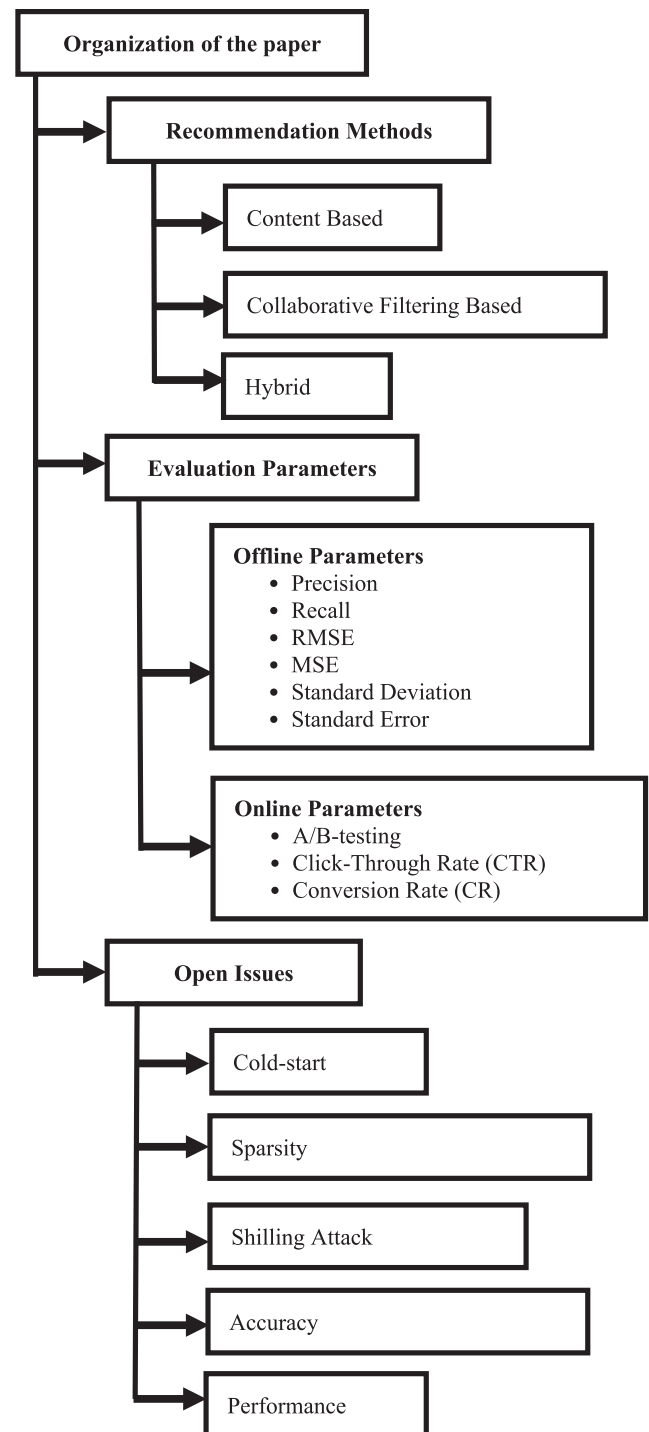 Organization of the paper
Recommendation Methods
Content Based
Collaborative Filtering Based
Hybrid
Evaluation Parameters
Offline Parameters
• Precision
• Recall
• RMSE
• MSE
• Standard Deviation
• Standard Error
Online Parameters
• A/B-testing
• Click-Through Rate (CTR)
• Conversion Rate (CR)
Open Issues
Cold-start
Sparsity
Shilling Attack
Accuracy
Performance